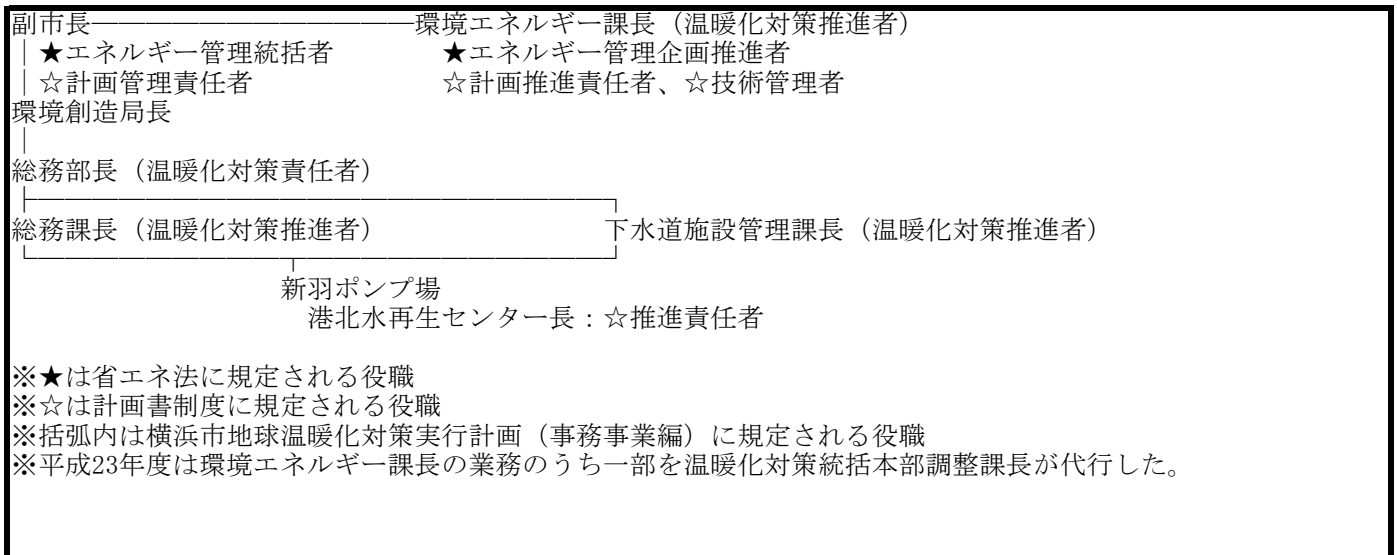 副市長――――――――――――環境エネルギー課長（温暖化対策推進者）
｜★エネルギー管理統括者　　　　★エネルギー管理企画推進者
｜☆計画管理責任者　　　　　　　☆計画推進責任者、☆技術管理者
環境創造局長
｜
総務部長（温暖化対策責任者）
├─────────────────────┐
総務課長（温暖化対策推進者）　　　　　　　　下水道施設管理課長（温暖化対策推進者）
└─────────┬───────────┘
新羽ポンプ場
港北水再生センター長：☆推進責任者
※★は省エネ法に規定される役職
※☆は計画書制度に規定される役職
※括弧内は横浜市地球温暖化対策実行計画（事務事業編）に規定される役職
※平成23年度は環境エネルギー課長の業務のうち一部を温暖化対策統括本部調整課長が代行した。